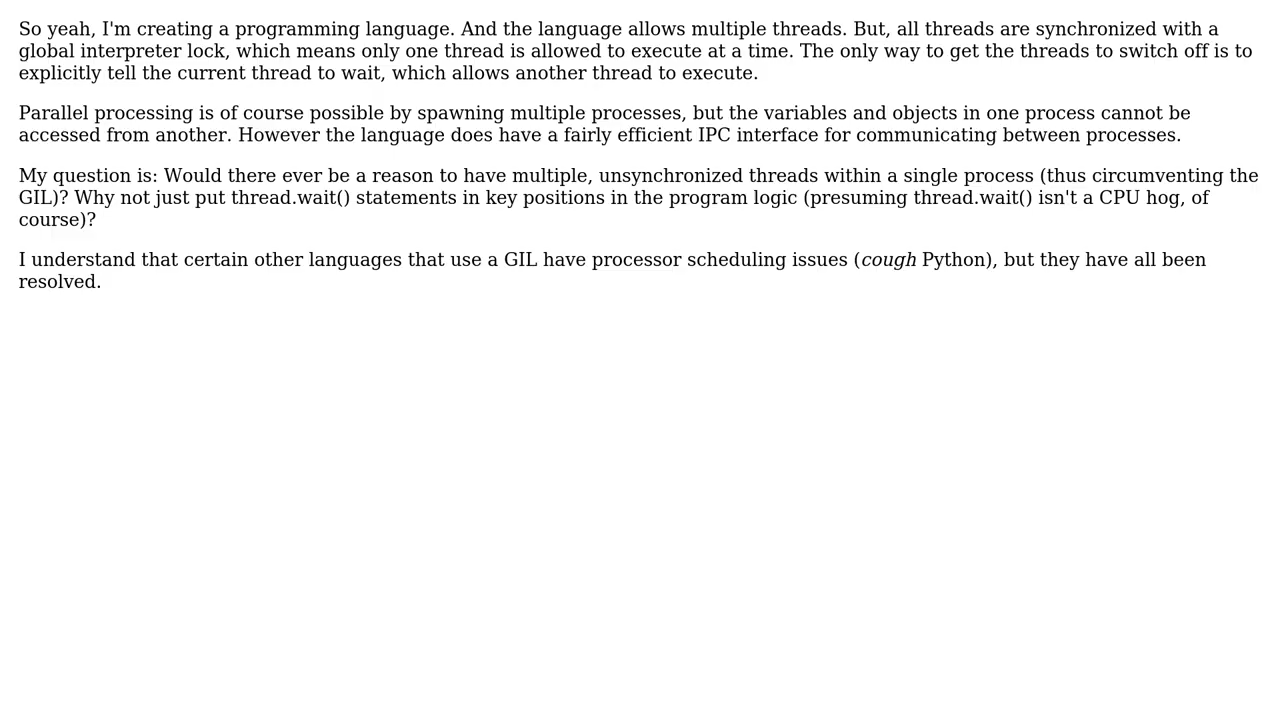 So yeah, I'm creating a programming language. And the language allows multiple threads. But, all threads are synchronized with a
global interpreter lock, which means only one thread is allowed to execute at a time. The only way to get the threads to switch off is to
explicitly tell the current thread to wait, which allows another thread to execute.
Parallel processing is of course possible by spawning multiple processes, but the variables and objects in one process cannot be
accessed from another. However the language does have a fairly efficient IPC interface for communicating between processes.
My question is: Would there ever be a reason to have multiple, unsynchronized threads within a single process (thus circumventing the
GIL)? Why not just put thread.wait() statements in key positions in the program logic (presuming thread.wait() isn't a CPU hog, of
course)?
I understand that certain other languages that use a GIL have processor scheduling issues (cough Python), but they have all been
resolved.